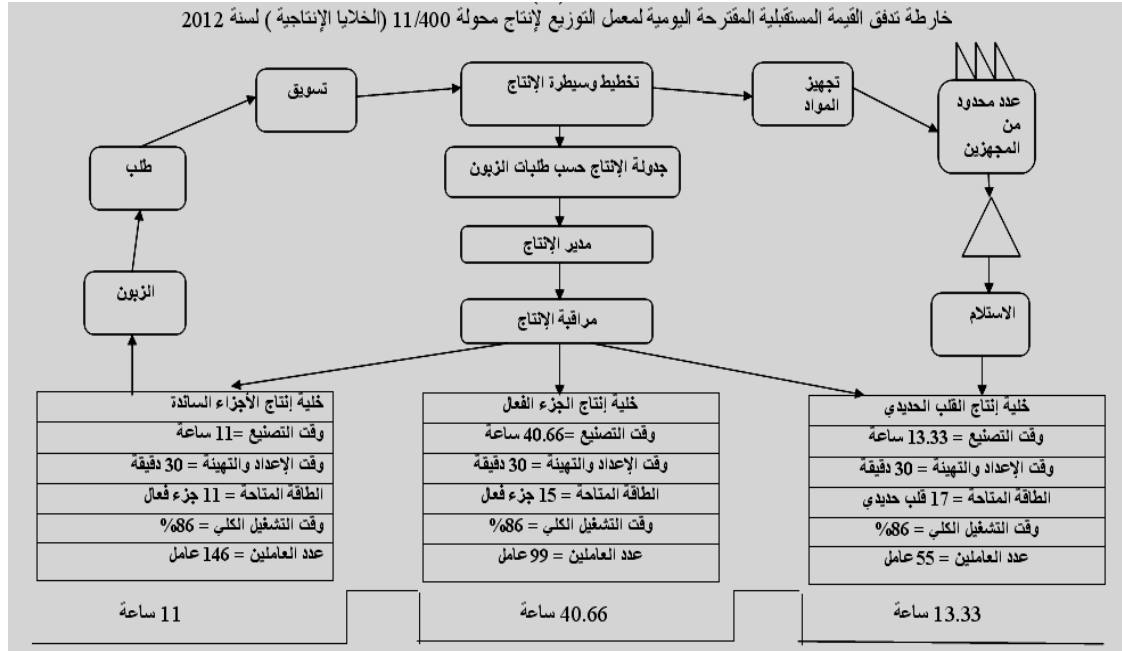 خارطة تدفق القيمة المستقبلية المقترحة اليومية لمعمل التوزيع لإنتاج محولة 11/400 (الخلايا الإنتاجية ) لسنة 2012
عدد محدود
من
المجهزين
تجهيز
المواد
تخطيط وسيطرة الإنتاج
تسويق
طلب
جدولة الإنتاج حسب طلبات الزبون
مدير الإنتاج
الزبون
مراقبة الإنتاج
الاستلام
خلية إنتاج القلب الحديدي
وقت التصنيع = 13.33 ساعة
وقت الإعداد والتهيئة = 30 دقيقة
الطاقة المتاحة = 17 قلب حديدي
وقت التشغيل الكلي = 86%
عدد العاملين = 55 عامل
خلية إنتاج الجزء الفعال
وقت التصنيع =40.66 ساعة
وقت الإعداد والتهيئة = 30 دقيقة
الطاقة المتاحة = 15 جزء فعال
وقت التشغيل الكلي = 86%
عدد العاملين = 99 عامل
خلية إنتاج الأجزاء الساندة
وقت التصنيع =11 ساعة
وقت الإعداد والتهيئة = 30 دقيقة
الطاقة المتاحة = 11 جزء فعال
وقت التشغيل الكلي = 86%
عدد العاملين = 146 عامل
13.33 ساعة
40.66 ساعة
11 ساعة